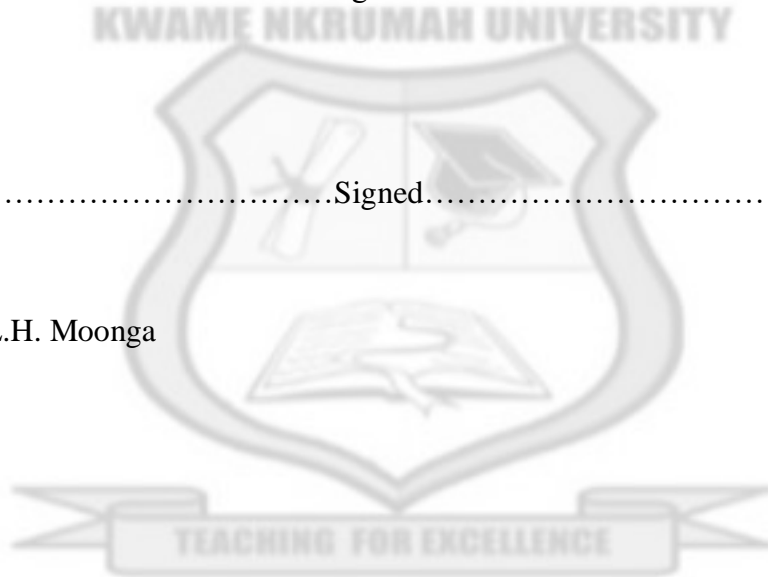 KWAME NKRUMAH UNIVERSITY
……………………………Signed……………………………
.H. Moonga
TEACHING FOR EXCELLENCE